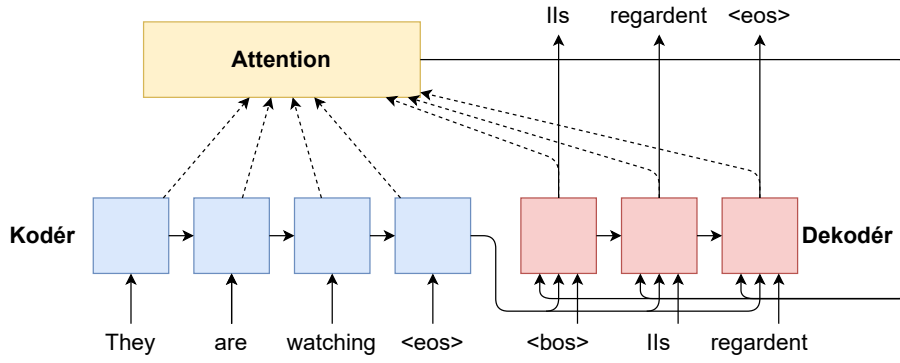 Ils regardent <eos>
Attention
Kodér
Dekodér
They are watching <eos> <bos> Ils regardent